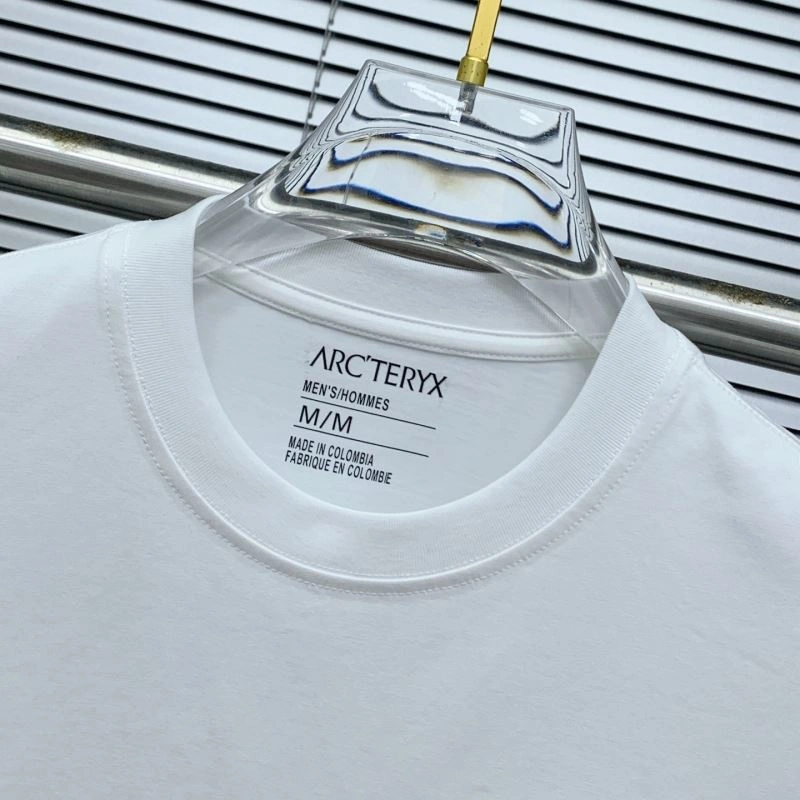 ARC'TERYX
MEN'S/HOMMES
M/M
MADE IN COLOMBIA
FABRIQUE EN COLOMBIE